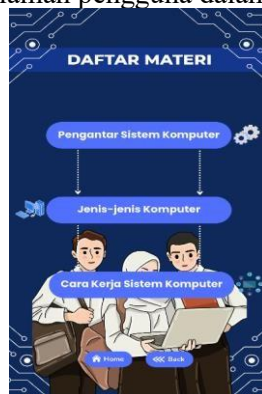 DAFTAR MATERI
Pengantar Sistem Komputer
Jenis-jenis Komputer
Cara Kerja Sistem Komputer
Home
Back